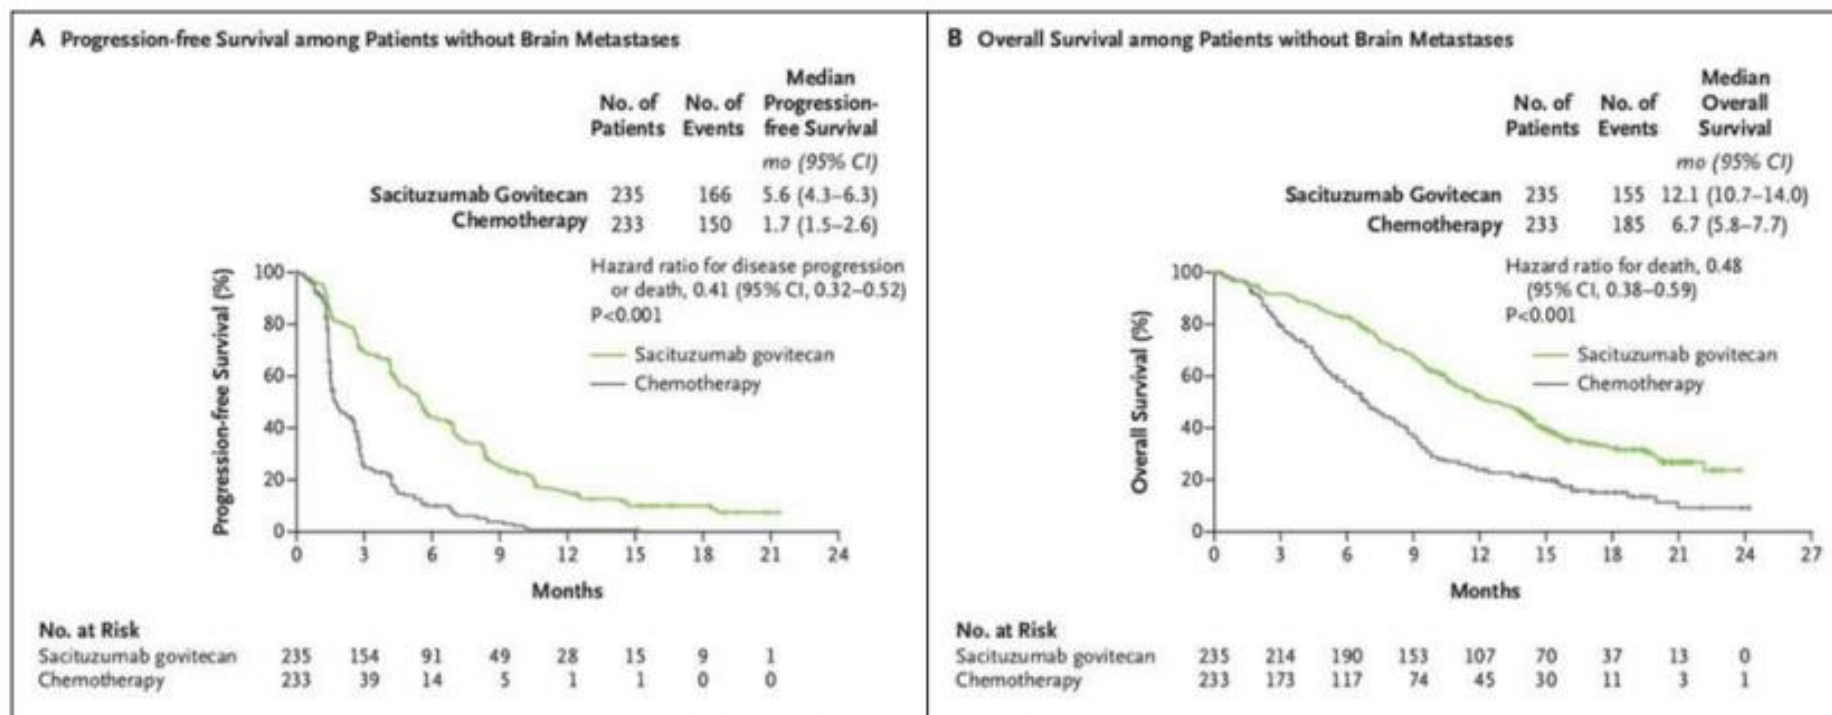 A Progression-free Survival among Patients without Brain Metastases
No. of Patients
No. of Events
Median Progression-free Survival
mo (95% CI)
Sacituzumab Govitecan 235 166 5.6 (4.3–6.3)
Chemotherapy 233 150 1.7 (1.5–2.6)
Hazard ratio for disease progression
or death, 0.41 (95% CI, 0.32–0.52)
P<0.001
Sacituzumab govitecan
Chemotherapy
Progression-free Survival (%)
100
80
60
40
20
0
0 3 6 9 12 15 18 21 24
Months
No. at Risk
Sacituzumab govitecan 235 154 91 49 28 15 9 1
Chemotherapy 233 39 14 5 1 1 0 0
B Overall Survival among Patients without Brain Metastases
No. of Patients
No. of Events
Median Overall Survival
mo (95% CI)
Sacituzumab Govitecan 235 155 12.1 (10.7–14.0)
Chemotherapy 233 185 6.7 (5.8–7.7)
Hazard ratio for death, 0.48
(95% CI, 0.38–0.59)
P<0.001
Sacituzumab govitecan
Chemotherapy
Overall Survival (%)
100
80
60
40
20
0
0 3 6 9 12 15 18 21 24 27
Months
No. at Risk
Sacituzumab govitecan 235 214 190 153 107 70 37 13 0
Chemotherapy 233 173 117 74 45 30 11 3 1